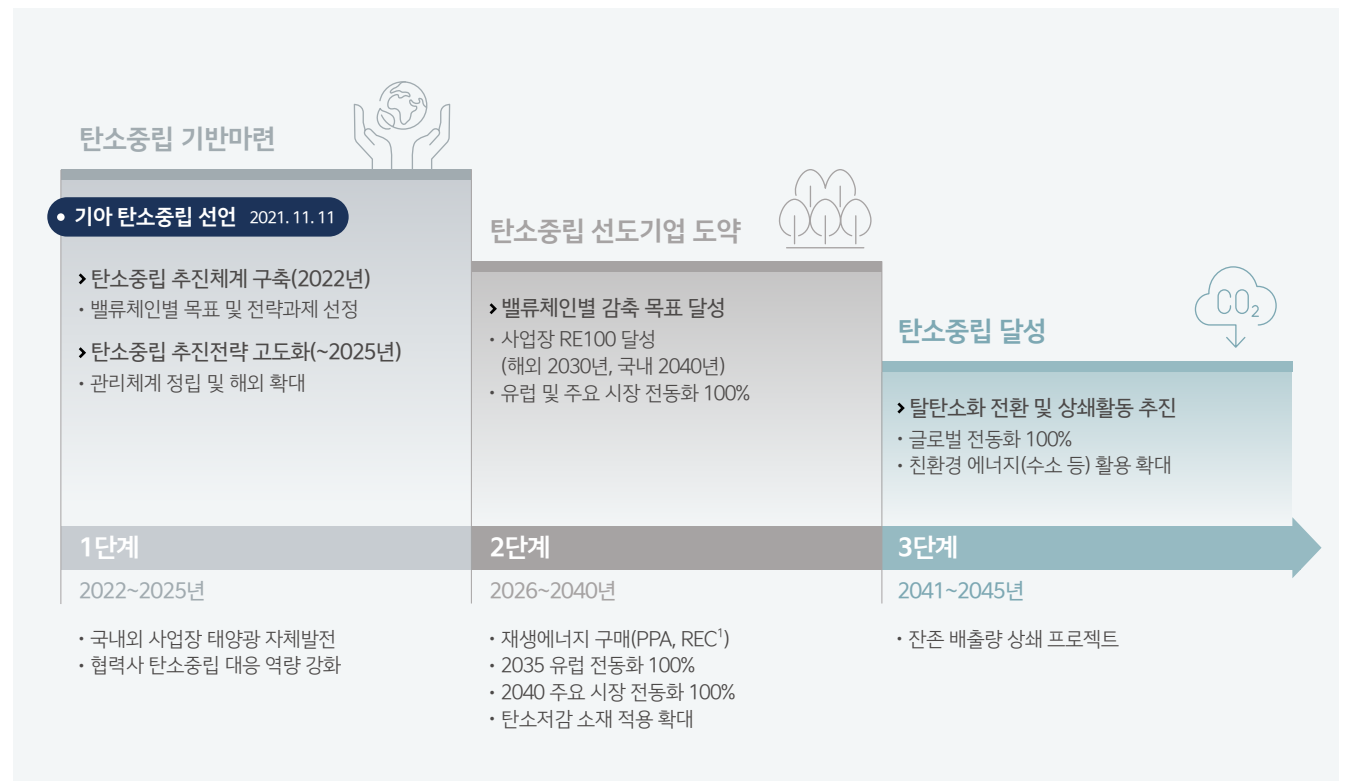 탄소중립 기반마련
• 기아 탄소중립 선언 2021. 11. 11
› 탄소중립 추진체계 구축(2022년)
· 밸류체인별 목표 및 전략과제 선정
› 탄소중립 추진전략 고도화(~2025년)
· 관리체계 정립 및 해외 확대
탄소중립 선도기업 도약
› 밸류체인별 감축 목표 달성
· 사업장 RE100 달성
(해외 2030년, 국내 2040년)
· 유럽 및 주요 시장 전동화 100%
CO₂
탄소중립 달성
› 탈탄소화 전환 및 상쇄활동 추진
· 글로벌 전동화 100%
· 친환경 에너지(수소 등) 활용 확대
1단계
2022~2025년
· 국내외 사업장 태양광 자체발전
· 협력사 탄소중립 대응 역량 강화
2단계
2026~2040년
· 재생에너지 구매(PPA, REC¹)
· 2035 유럽 전동화 100%
· 2040 주요 시장 전동화 100%
· 탄소저감 소재 적용 확대
3단계
2041~2045년
· 잔존 배출량 상쇄 프로젝트